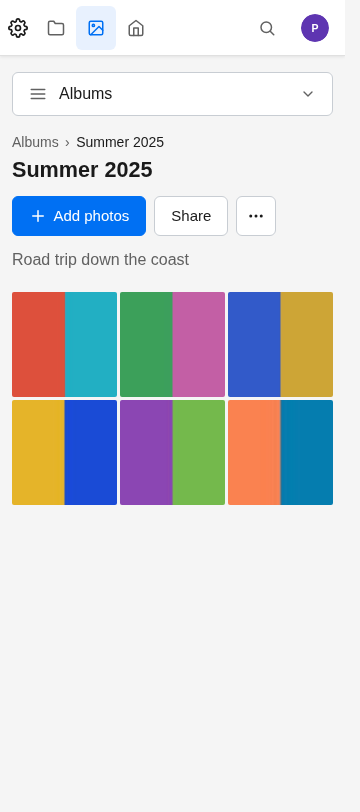 P
Albums
Albums › Summer 2025
Summer 2025
Add photos
Share
Road trip down the coast